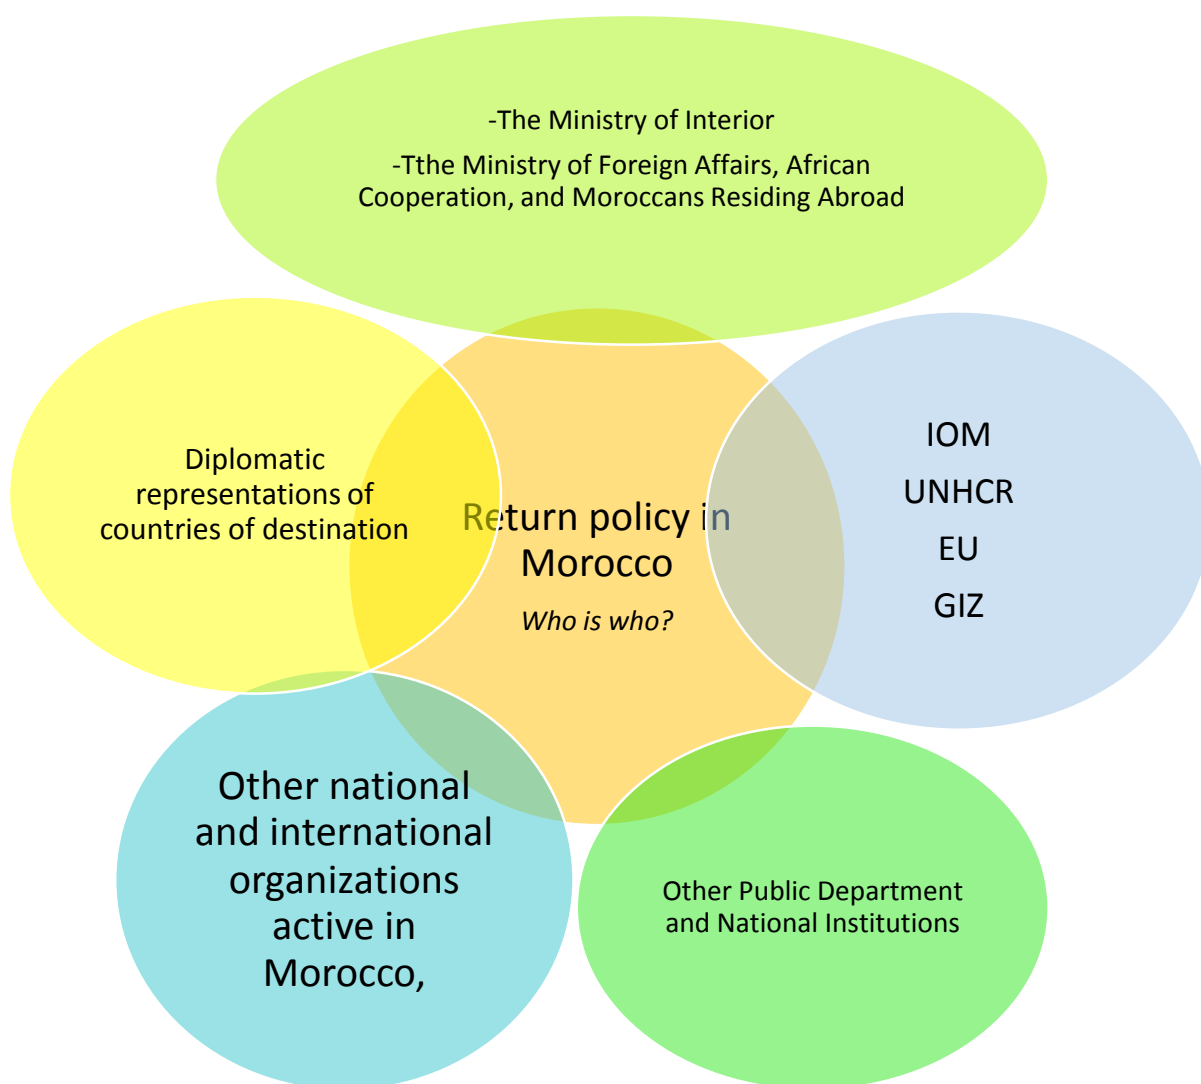 -The Ministry of Interior
-Tthe Ministry of Foreign Affairs, African
Cooperation, and Moroccans Residing Abroad
Diplomatic
representations of
countries of destination
Return policy in
Morocco
Who is who?
IOM
UNHCR
EU
GIZ
Other national
and international
organizations
active in
Morocco,
Other Public Department
and National Institutions